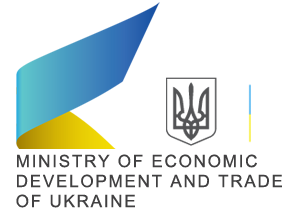 MINISTRY OF ECONOMIC
DEVELOPMENT AND TRADE
OF UKRAINE